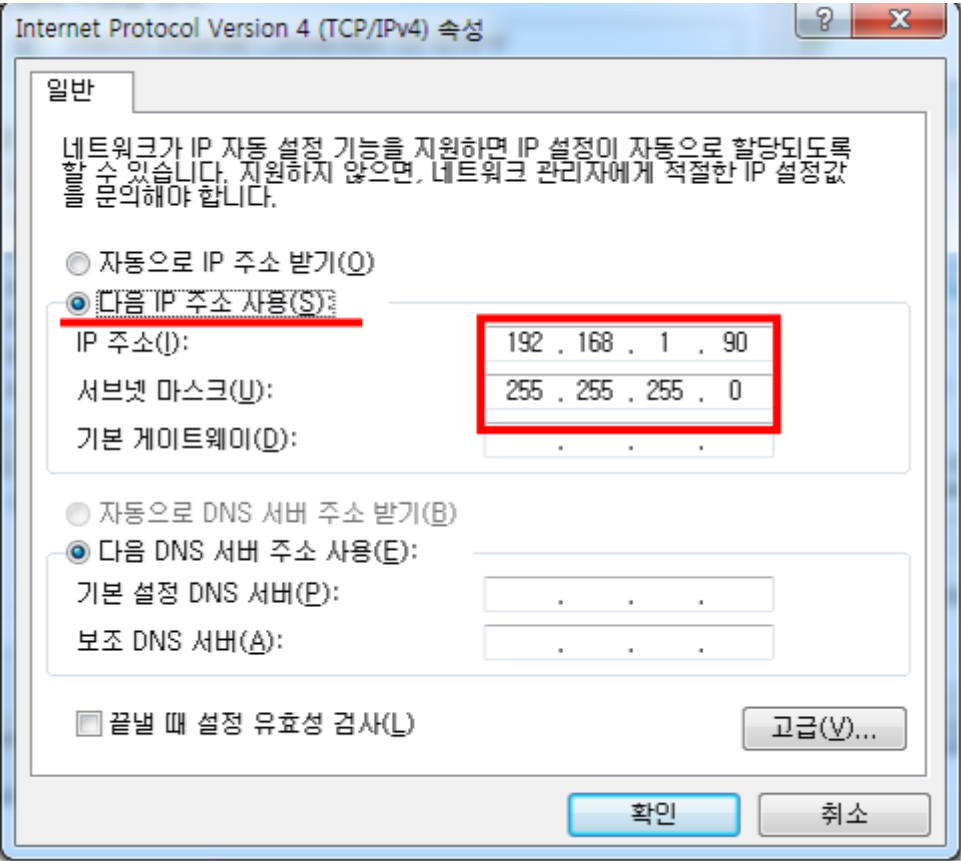 Internet Protocol Version 4 (TCP/IPv4) 속성
일반
네트워크가 IP 자동 설정 기능을 지원하면 IP 설정이 자동으로 할당되도록
할 수 있습니다. 지원하지 않으면, 네트워크 관리자에게 적절한 IP 설정값
을 문의해야 합니다.
자동으로 IP 주소 받기(O)
다음 IP 주소 사용(S):
IP 주소(I): 192 . 168 . 1 . 90
서브넷 마스크(U): 255 . 255 . 255 . 0
기본 게이트웨이(D): . . .
자동으로 DNS 서버 주소 받기(B)
다음 DNS 서버 주소 사용(E):
기본 설정 DNS 서버(P): . . .
보조 DNS 서버(A): . . .
끝낼 때 설정 유효성 검사(L)
고급(V)...
확인 취소